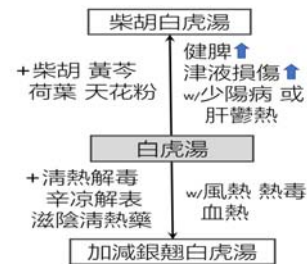 柴胡白虎湯
+柴胡 黃芩
荷葉 天花粉
健脾
津液損傷
w/少陽病 或
肝鬱熱
白虎湯
+清熱解毒
辛凉解表
滋陰清熱藥
w/風熱 熱毒
血熱
加減銀翹白虎湯